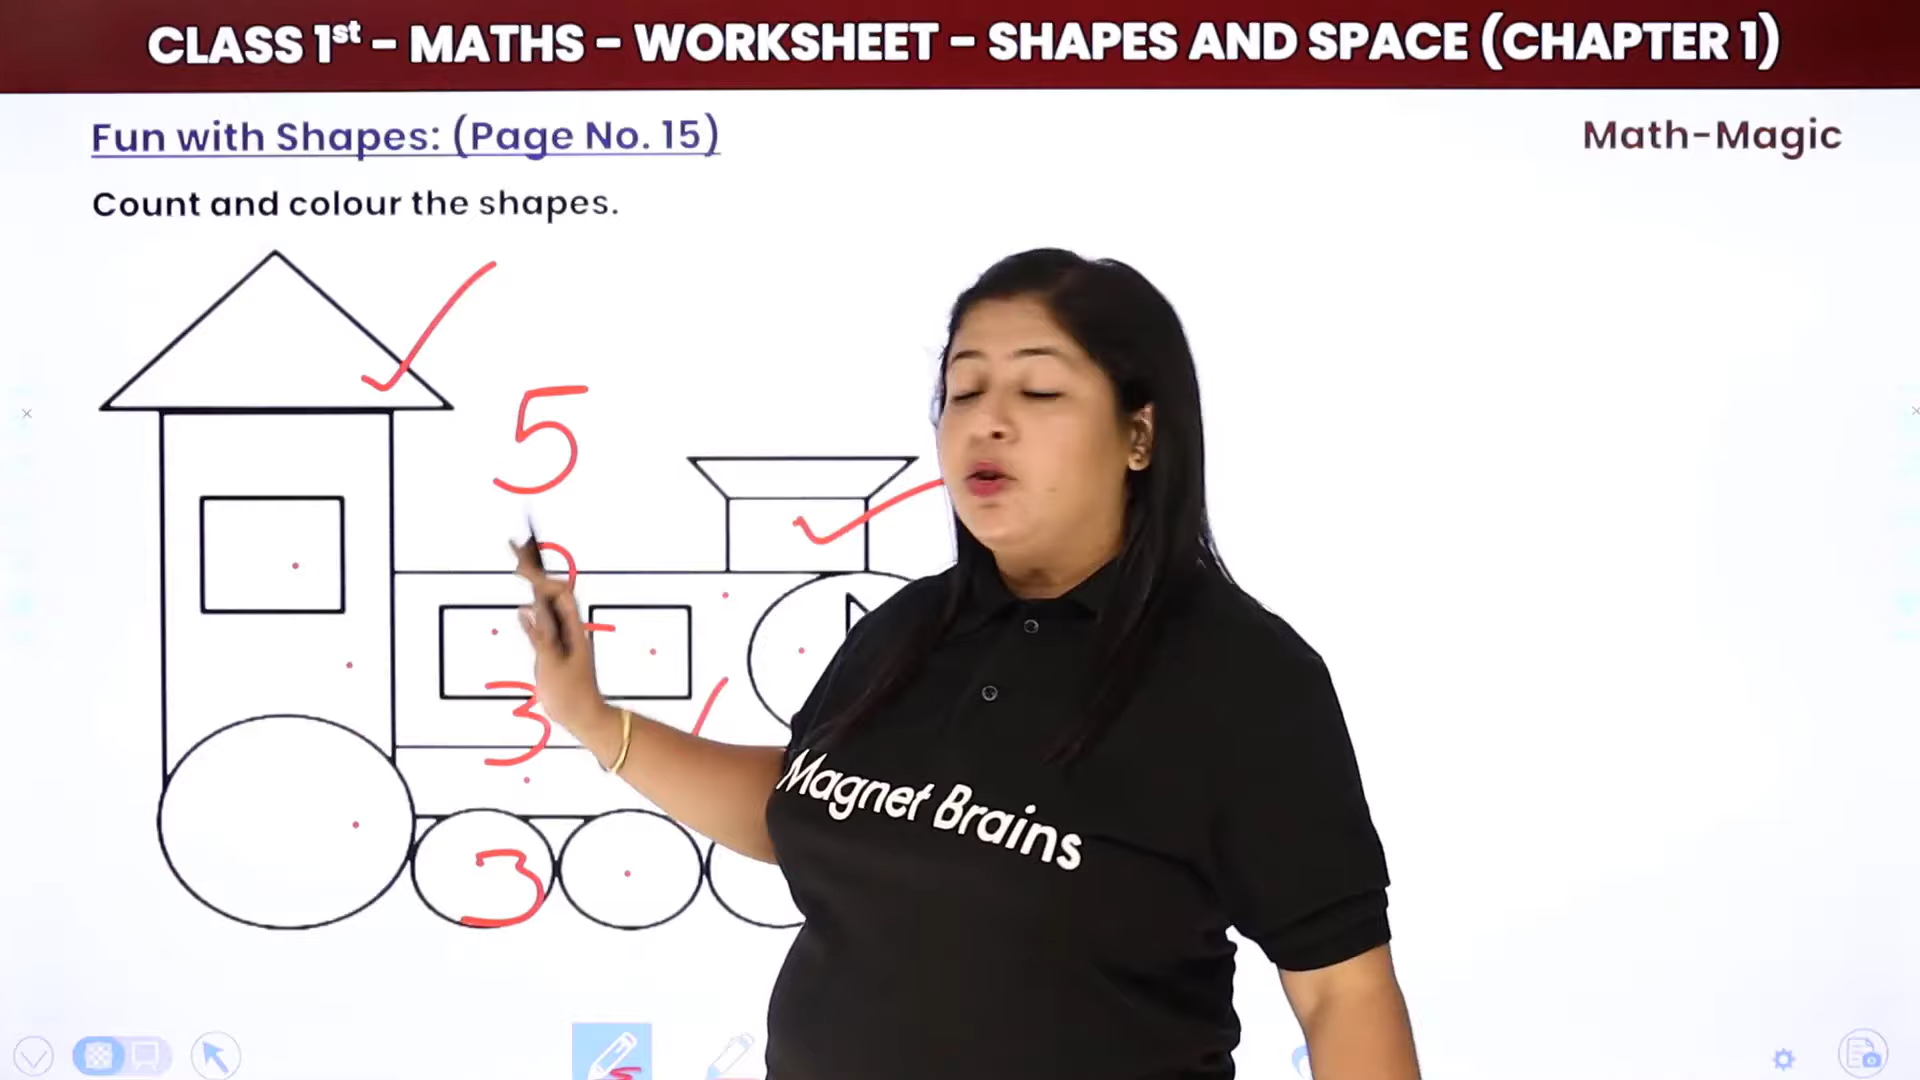 CLASS 1st - MATHS - WORKSHEET - SHAPES AND SPACE (CHAPTER 1)
Fun with Shapes: (Page No. 15)
Math-Magic
Count and colour the shapes.
5
3
3
Magnet Brains